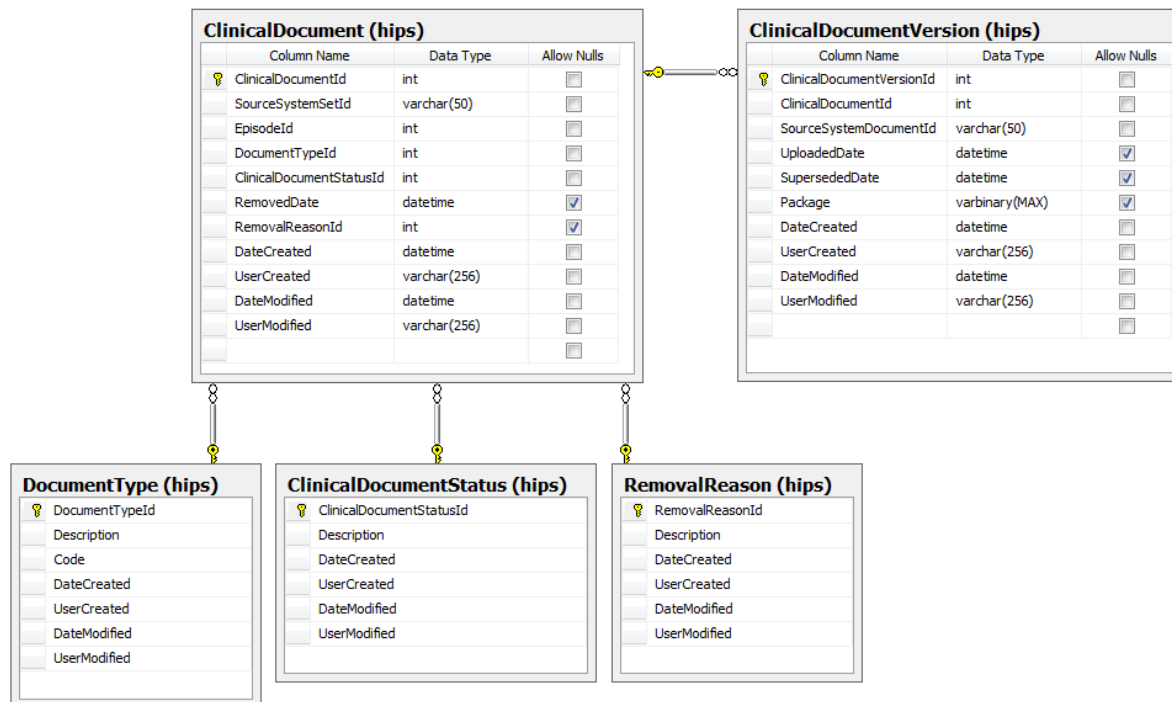 ClinicalDocument (hips)
Column Name Data Type Allow Nulls
ClinicalDocumentId int
SourceSystemSetId varchar(50)
EpisodeId int
DocumentTypeId int
ClinicalDocumentStatusId int
RemovedDate datetime
RemovalReasonId int
DateCreated datetime
UserCreated varchar(256)
DateModified datetime
UserModified varchar(256)
ClinicalDocumentVersion (hips)
Column Name Data Type Allow Nulls
ClinicalDocumentVersionId int
ClinicalDocumentId int
SourceSystemDocumentId varchar(50)
UploadedDate datetime
SupersededDate datetime
Package varbinary(MAX)
DateCreated datetime
UserCreated varchar(256)
DateModified datetime
UserModified varchar(256)
DocumentType (hips)
DocumentTypeId
Description
Code
DateCreated
UserCreated
DateModified
UserModified
ClinicalDocumentStatus (hips)
ClinicalDocumentStatusId
Description
DateCreated
UserCreated
DateModified
UserModified
RemovalReason (hips)
RemovalReasonId
Description
DateCreated
UserCreated
DateModified
UserModified